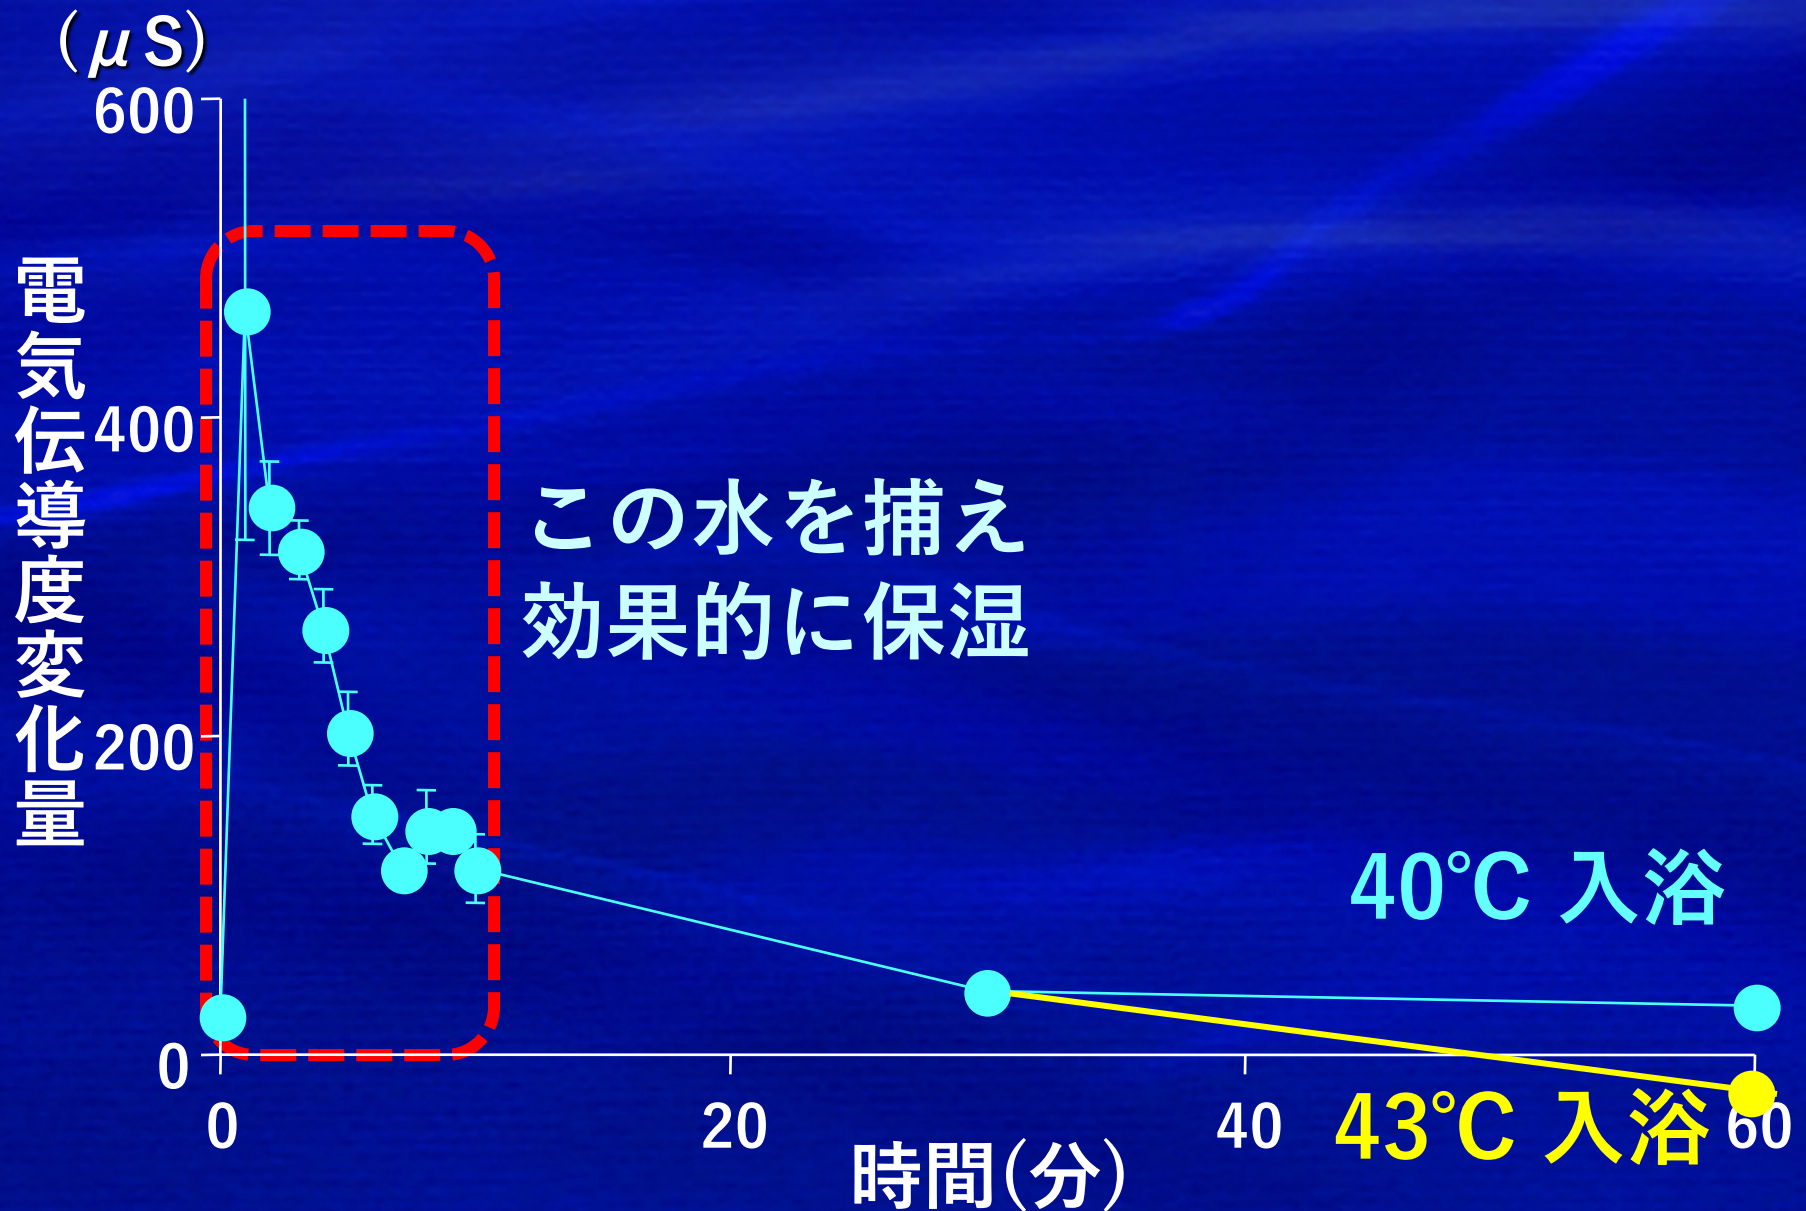 (μS)
600
400
200
0
電気伝導度変化量
この水を捕え
効果的に保湿
40℃ 入浴
43℃ 入浴
0
20
40
60
時間(分)